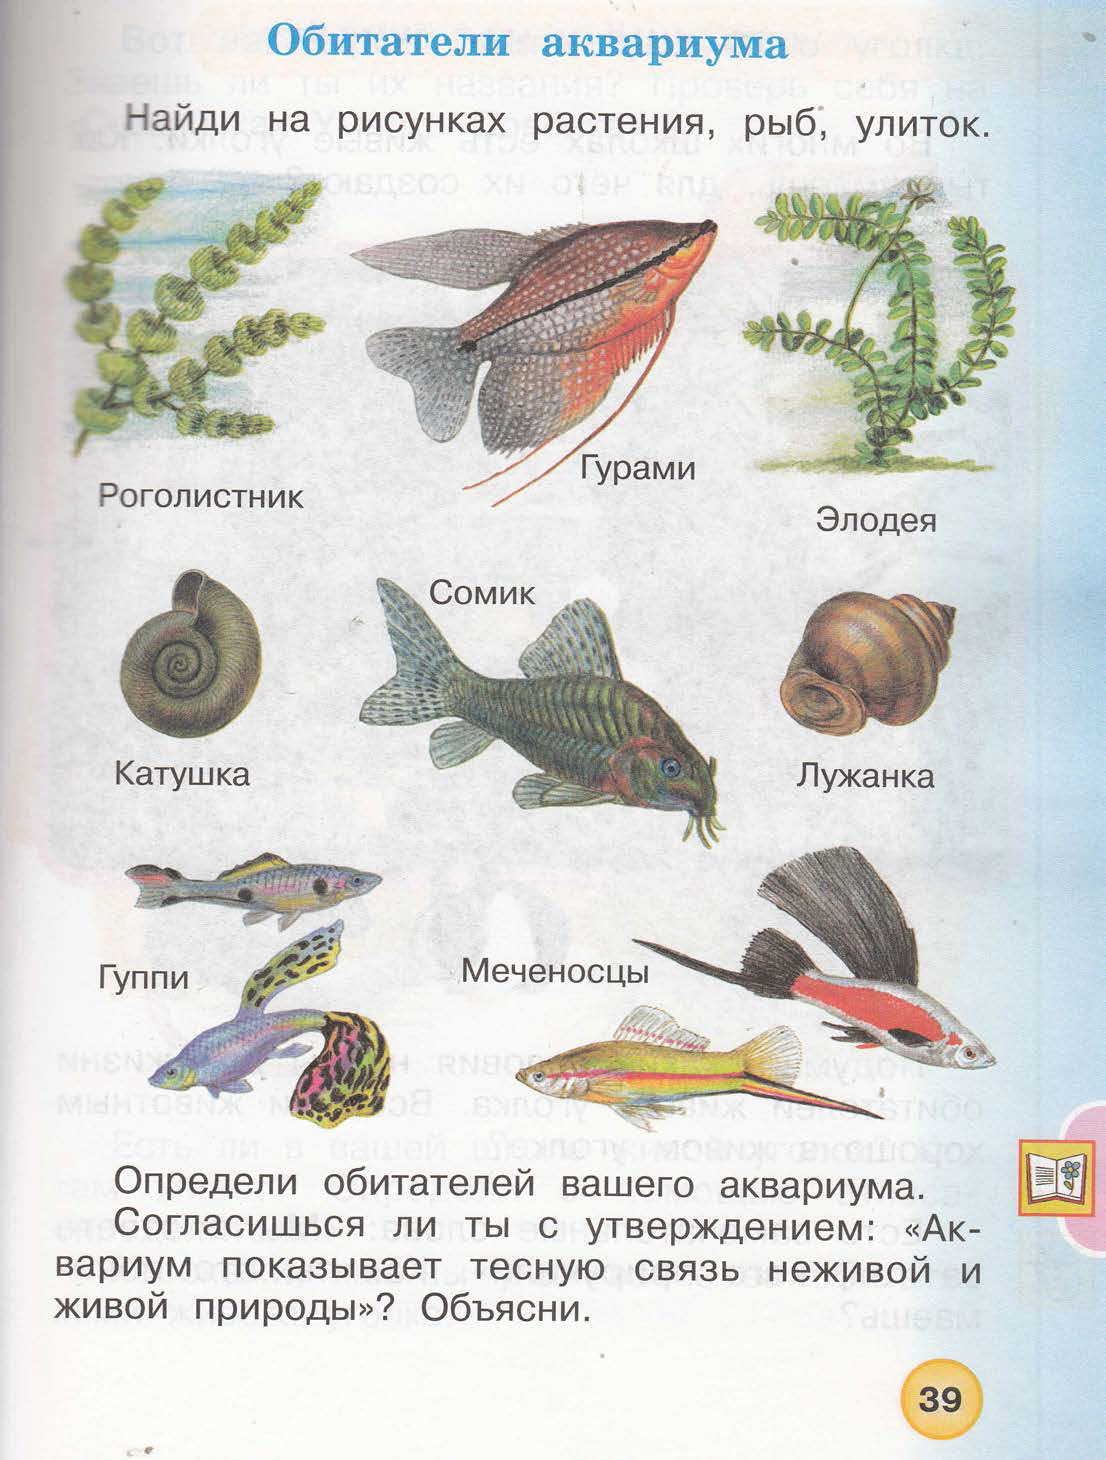 Обитатели аквариума
Найди на рисунках растения, рыб, улиток.
Роголистник
Гурами
Элодея
Сомик
Катушка
Лужанка
Гуппи
Меченосцы
Определи обитателей вашего аквариума.
Согласишься ли ты с утверждением: «Ак-
вариум показывает тесную связь неживой и
живой природы»? Объясни.
39